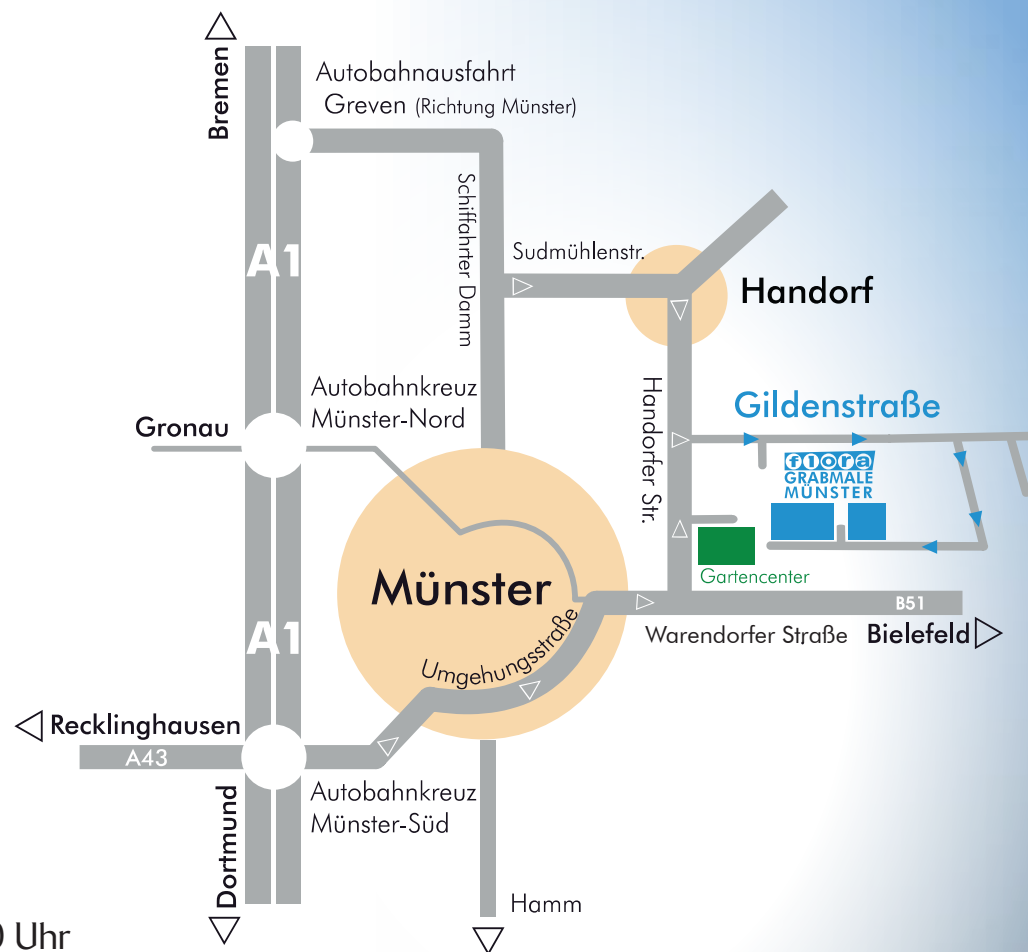 Bremen
Autobahnausfahrt
Greven (Richtung Münster)
A1
Schiffahrter Damm
Sudmühlenstr.
Handorf
Autobahnkreuz
Münster-Nord
Gronau
Handorfer Str.
Gildenstraße
flora
GRABMALE
MÜNSTER
Gartencenter
Münster
Umgehungsstraße
B51
Warendorfer Straße
Bielefeld
A1
Recklinghausen
A43
Autobahnkreuz
Münster-Süd
Dortmund
Hamm
Uhr